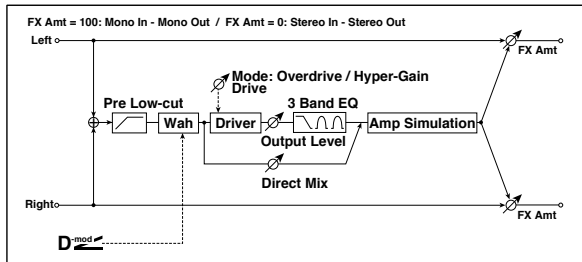 FX Amt = 100: Mono In - Mono Out / FX Amt = 0: Stereo In - Stereo Out
Left
FX Amt
Mode: Overdrive / Hyper-Gain
Drive
Pre Low-cut
3 Band EQ
Wah
Driver
Amp Simulation
Output Level
Direct Mix
Right
FX Amt
D-mod